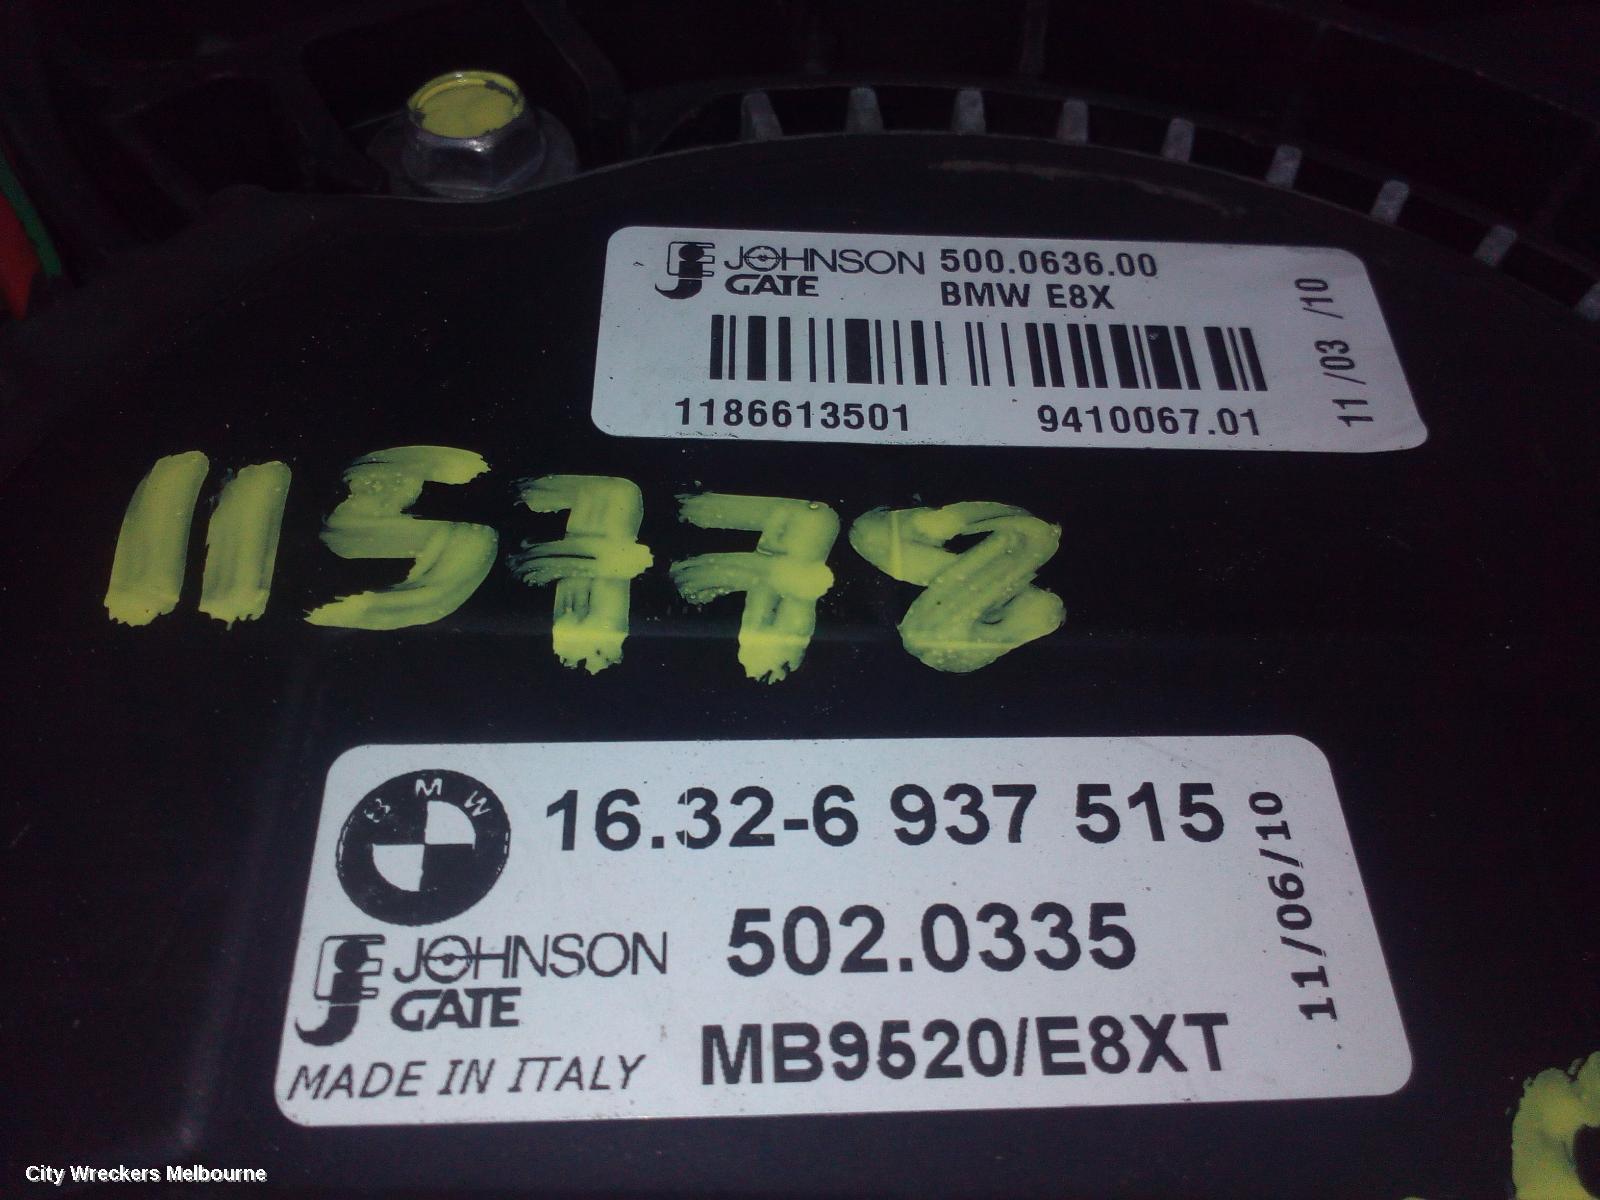 JOHNSON 500.0636.00
GATE BMW E8X
1186613501 9410067.01
11 /03 /10
115778
BMW
16.32-6 937 515
JOHNSON 502.0335
GATE
MADE IN ITALY MB9520/E8XT
11/06/10
City Wreckers Melbourne